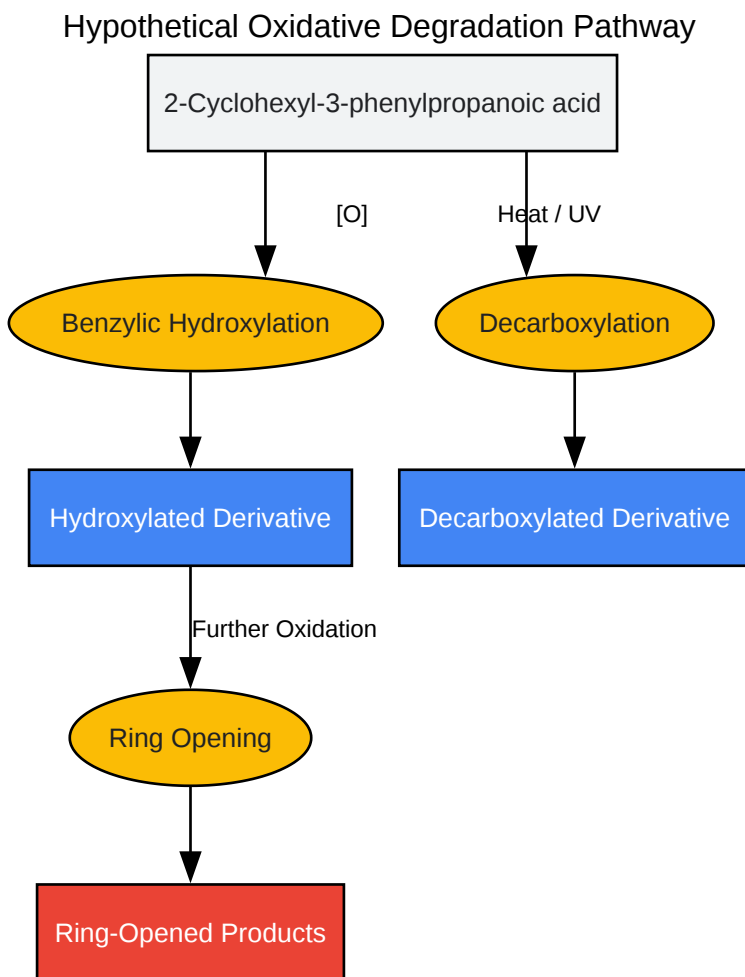 Hypothetical Oxidative Degradation Pathway
2-Cyclohexyl-3-phenylpropanoic acid
[O]
Heat / UV
Benzylic Hydroxylation
Decarboxylation
Hydroxylated Derivative
Decarboxylated Derivative
Further Oxidation
Ring Opening
Ring-Opened Products